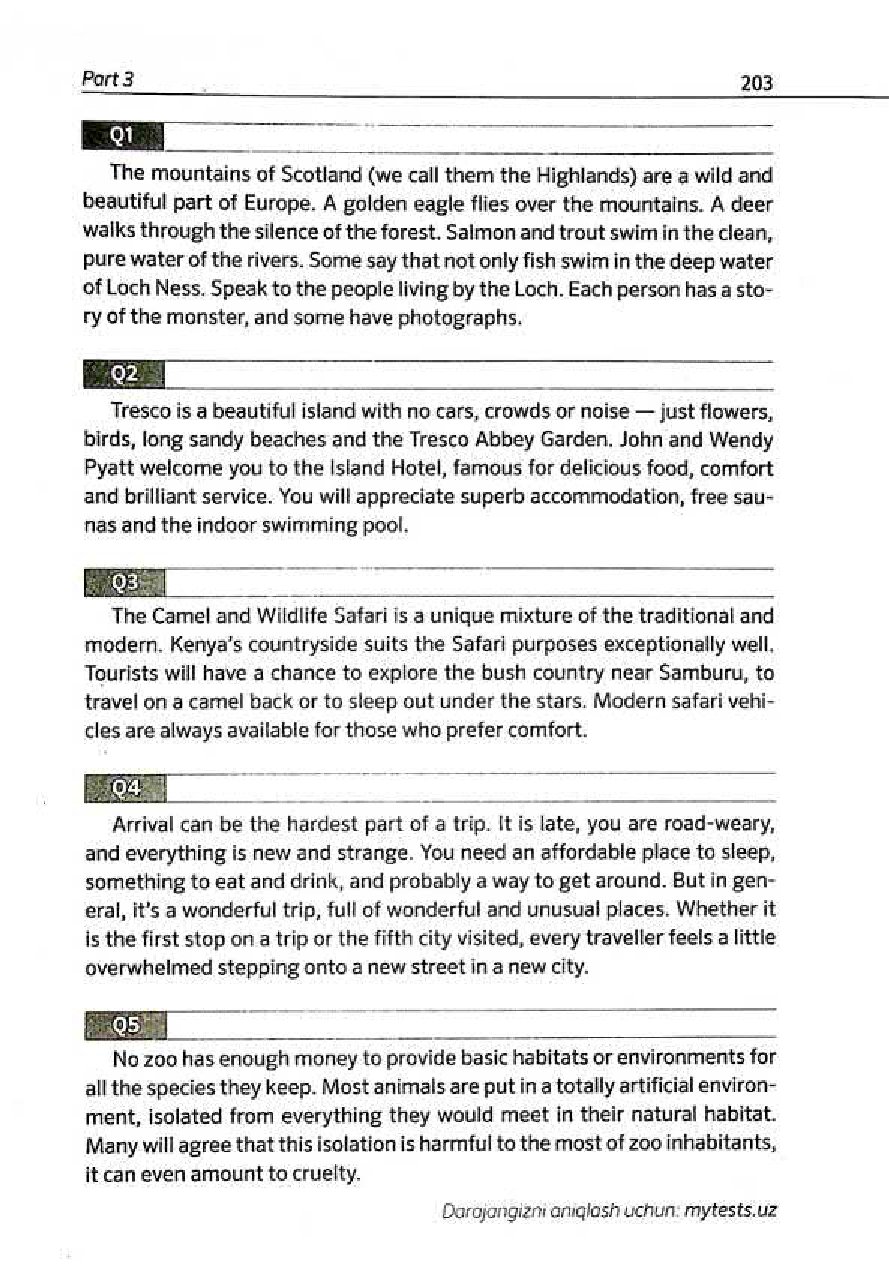 Part 3
203
Q1
The mountains of Scotland (we call them the Highlands) are a wild and
beautiful part of Europe. A golden eagle flies over the mountains. A deer
walks through the silence of the forest. Salmon and trout swim in the clean,
pure water of the rivers. Some say that not only fish swim in the deep water
of Loch Ness. Speak to the people living by the Loch. Each person has a sto-
ry of the monster, and some have photographs.
Q2
Tresco is a beautiful island with no cars, crowds or noise — just flowers,
birds, long sandy beaches and the Tresco Abbey Garden. John and Wendy
Pyatt welcome you to the Island Hotel, famous for delicious food, comfort
and brilliant service. You will appreciate superb accommodation, free sau-
nas and the indoor swimming pool.
Q3
The Camel and Wildlife Safari is a unique mixture of the traditional and
modern. Kenya's countryside suits the Safari purposes exceptionally well.
Tourists will have a chance to explore the bush country near Samburu, to
travel on a camel back or to sleep out under the stars. Modern safari vehi-
cles are always available for those who prefer comfort.
Q4
Arrival can be the hardest part of a trip. It is late, you are road-weary,
and everything is new and strange. You need an affordable place to sleep,
something to eat and drink, and probably a way to get around. But in gen-
eral, it's a wonderful trip, full of wonderful and unusual places. Whether it
is the first stop on a trip or the fifth city visited, every traveller feels a little
overwhelmed stepping onto a new street in a new city.
Q5
No zoo has enough money to provide basic habitats or environments for
all the species they keep. Most animals are put in a totally artificial environ-
ment, isolated from everything they would meet in their natural habitat.
Many will agree that this isolation is harmful to the most of zoo inhabitants,
it can even amount to cruelty.
Darajangizni aniqlash uchun: mytests.uz